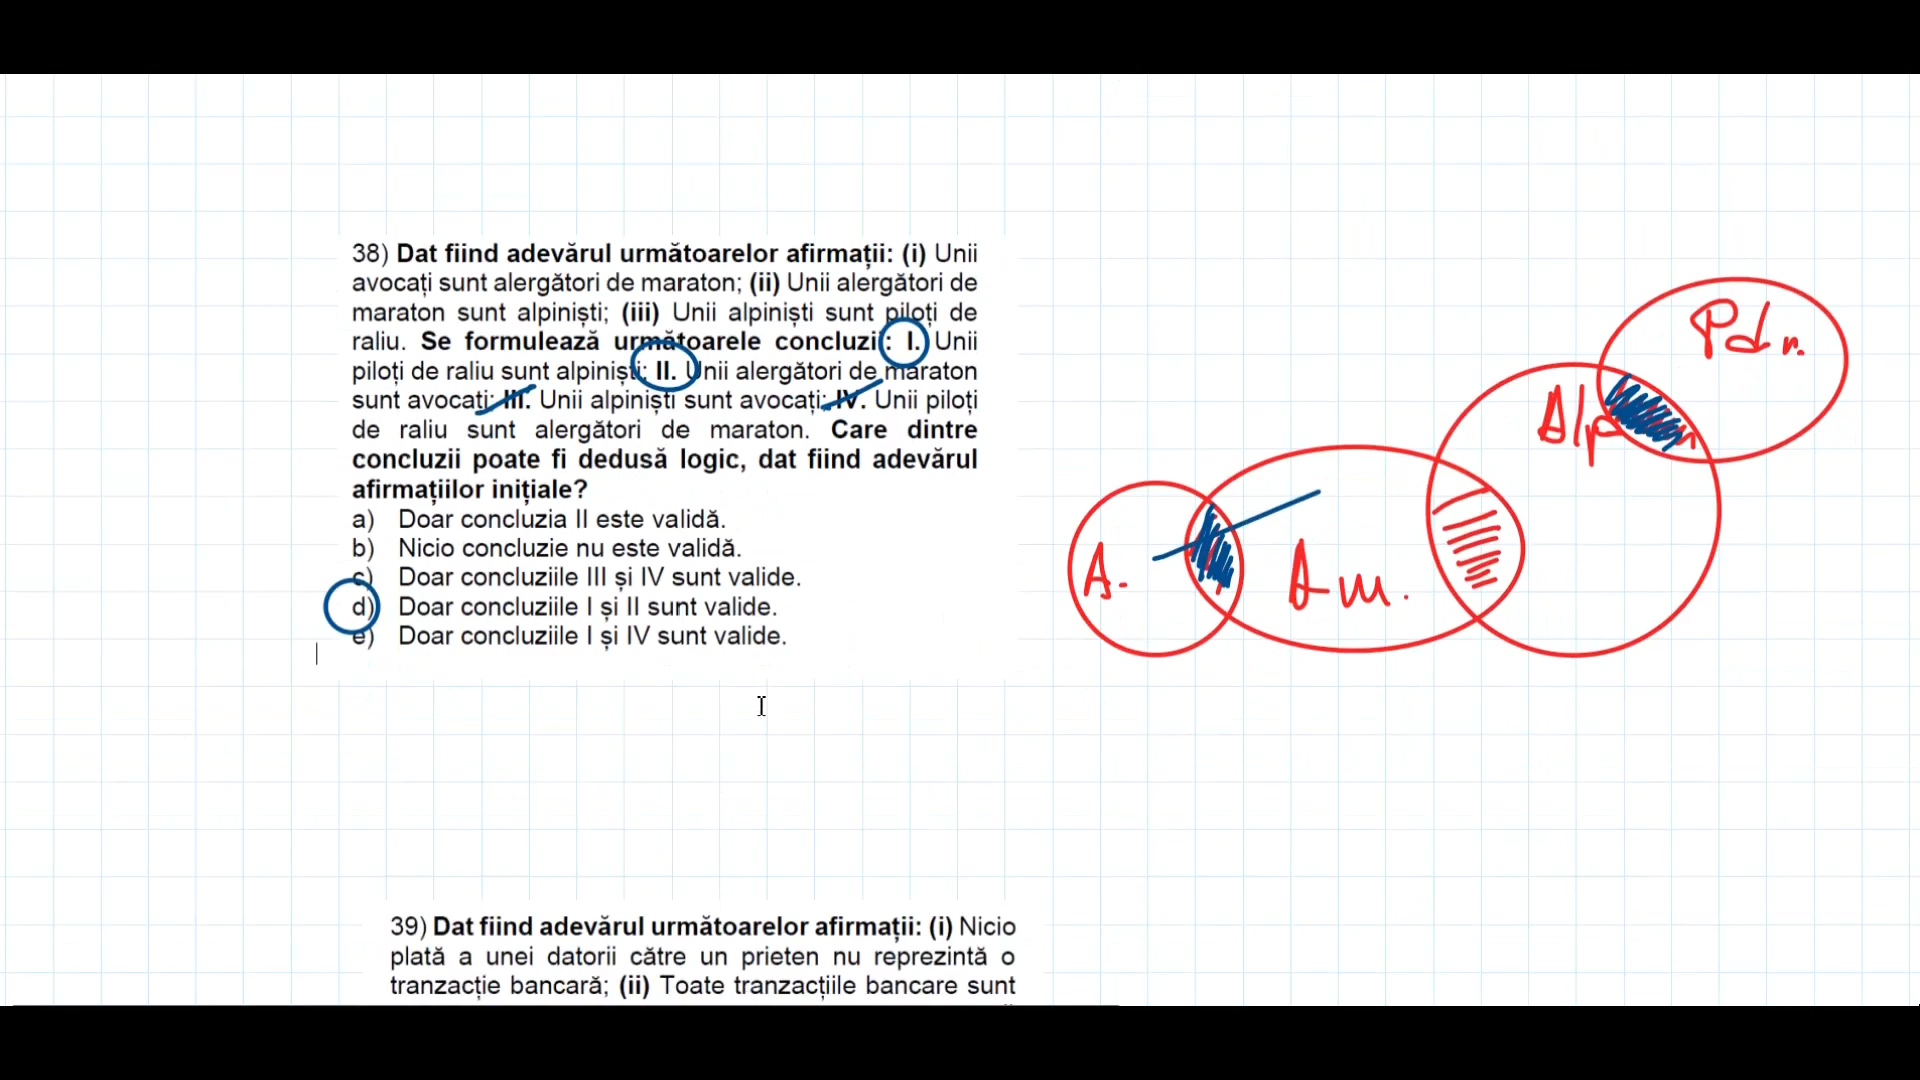 38) Dat fiind adevărul următoarelor afirmații: (i) Unii
avocați sunt alergători de maraton; (ii) Unii alergători de
maraton sunt alpiniști; (iii) Unii alpiniști sunt piloți de
raliu. Se formulează următoarele concluzii: I. Unii
piloți de raliu sunt alpiniști; II. Unii alergători de maraton
sunt avocați; III. Unii alpiniști sunt avocați; IV. Unii piloți
de raliu sunt alergători de maraton. Care dintre
concluzii poate fi dedusă logic, dat fiind adevărul
afirmațiilor inițiale?
a) Doar concluzia II este validă.
b) Nicio concluzie nu este validă.
c) Doar concluziile III și IV sunt valide.
d) Doar concluziile I și II sunt valide.
e) Doar concluziile I și IV sunt valide.
A.
A m.
Alp
Pd r.
39) Dat fiind adevărul următoarelor afirmații: (i) Nicio
plată a unei datorii către un prieten nu reprezintă o
tranzacție bancară; (ii) Toate tranzacțiile bancare sunt